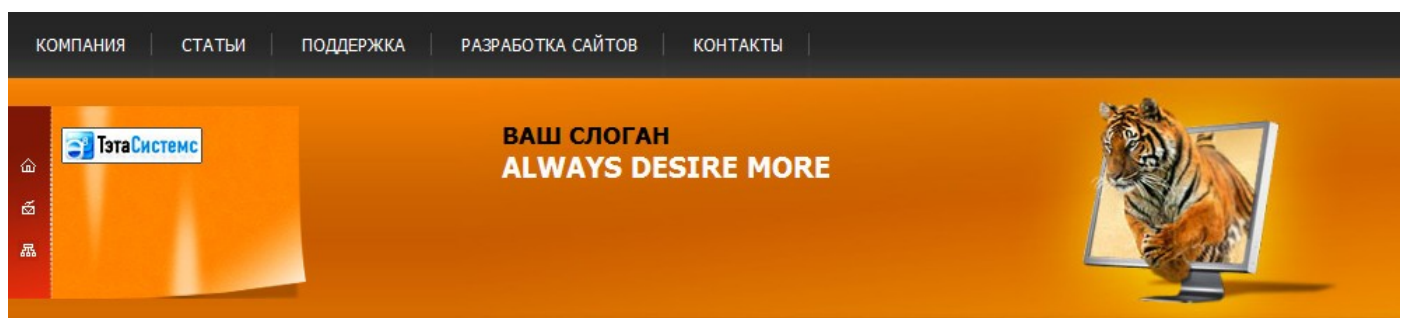 КОМПАНИЯ СТАТЬИ ПОДДЕРЖКА РАЗРАБОТКА САЙТОВ КОНТАКТЫ
ТэтаСистемс
ВАШ СЛОГАН
ALWAYS DESIRE MORE